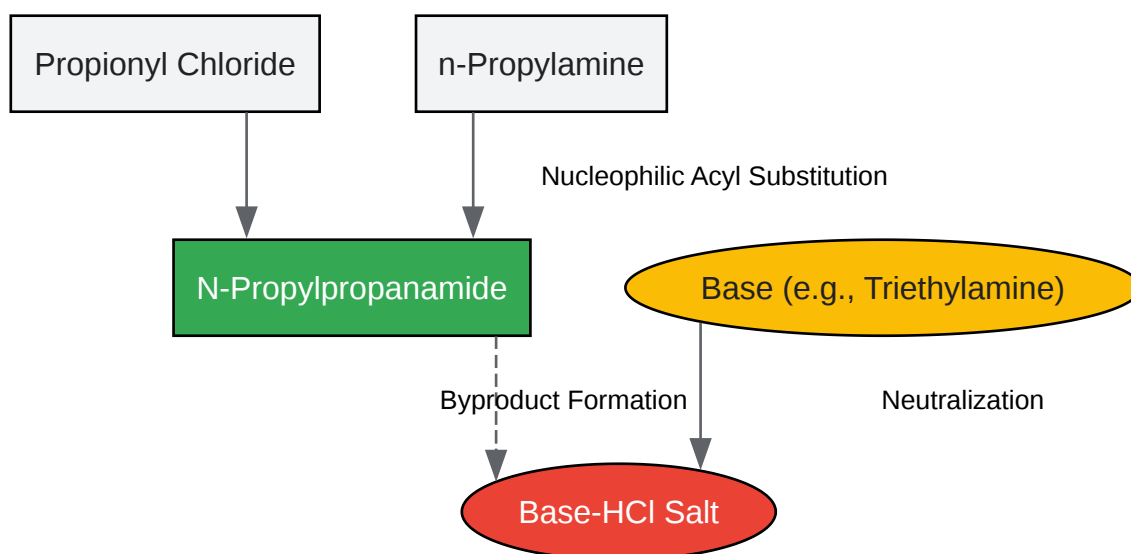 Propionyl Chloride
n-Propylamine
Nucleophilic Acyl Substitution
N-Propylpropanamide
Base (e.g., Triethylamine)
Byproduct Formation
Neutralization
Base-HCl Salt